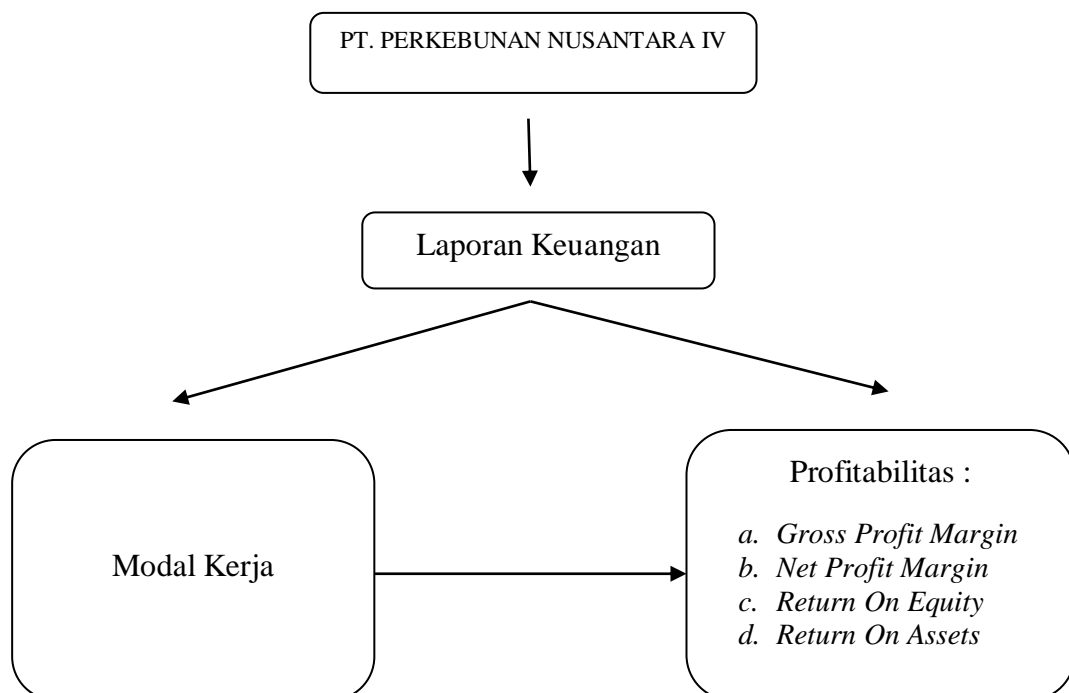 PT. PERKEBUNAN NUSANTARA IV
Laporan Keuangan
Modal Kerja
Profitabilitas :
a. Gross Profit Margin
b. Net Profit Margin
c. Return On Equity
d. Return On Assets